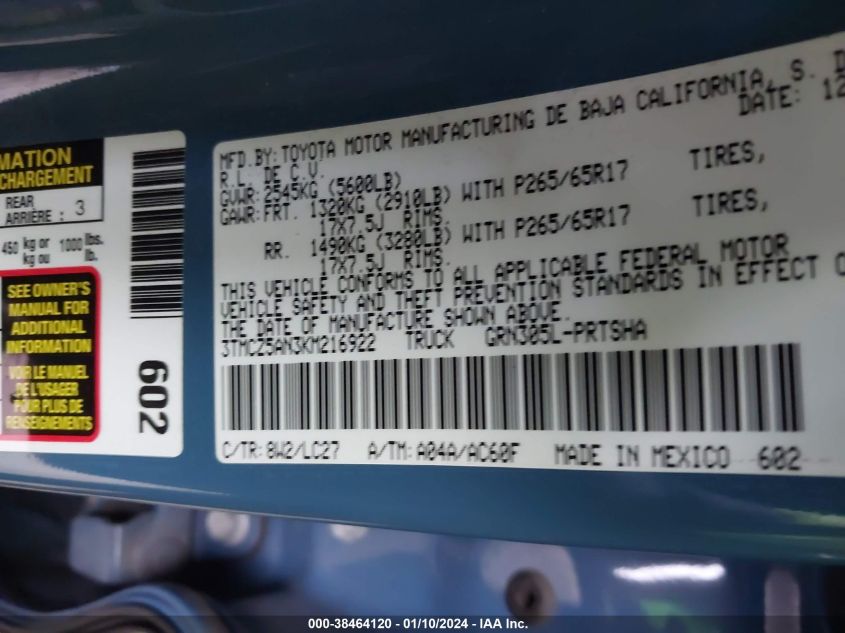 MATION
CHARGEMENT
REAR
ARRIÈRE : 3
450 kg or 1000 lbs.
kg ou lb.
SEE OWNER'S
MANUAL FOR
ADDITIONAL
INFORMATION
VOIR LE MANUEL
DE L'USAGER
POUR PLUS DE
RENSEIGNEMENTS
602
MFD.BY:TOYOTA MOTOR MANUFACTURING DE BAJA CALIFORNIA, S. D
R.L. DE C.V. DATE: 12
GVWR:2545KG (5600LB)
GAWR:FRT. 1320KG (2910LB) WITH P265/65R17 TIRES,
17X7.5J RIMS.
RR. 1490KG (3280LB) WITH P265/65R17 TIRES,
17X7.5J RIMS.
THIS VEHICLE CONFORMS TO ALL APPLICABLE FEDERAL MOTOR
VEHICLE SAFETY AND THEFT PREVENTION STANDARDS IN EFFECT O
THE DATE OF MANUFACTURE SHOWN ABOVE.
3TMCZ5AN3KM216922 TRUCK GRN305L-PRTSHA
C/TR:8W2/LC27 A/TM:A04A/AC60F MADE IN MEXICO 602
000-38464120 - 01/10/2024 - IAA Inc.